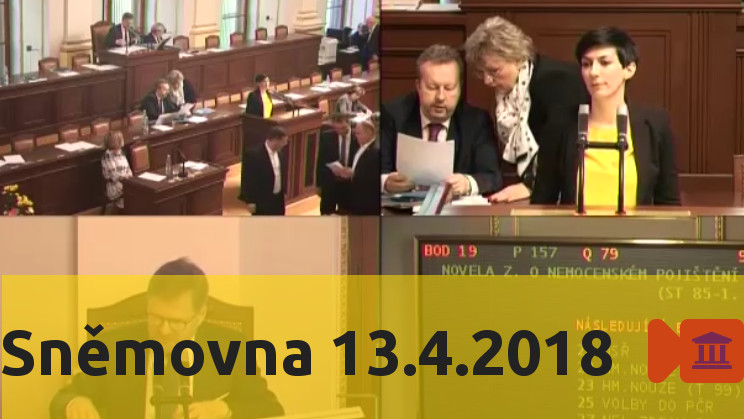 BOD 19 P 157 Q 79
NOVELA Z. O NEMOCENSKÉM POJIŠTĚNÍ
(ST 85-1.
Sněmovna 13.4.2018
23 HM.NOUZE (T 99)
25 VOLBY DO PČR